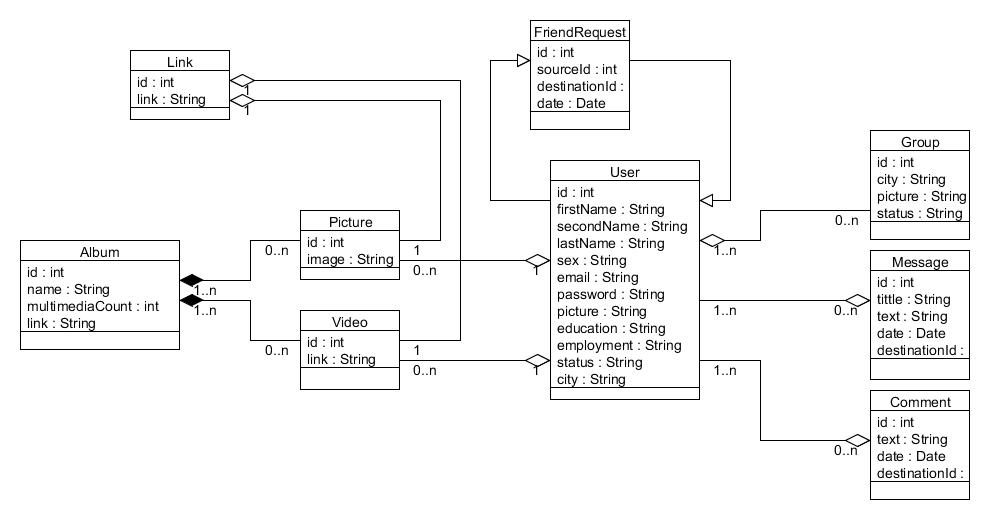 FriendRequest
id : int
sourceId : int
destinationId :
date : Date
Link
id : int
link : String
1
1
Group
id : int
city : String
picture : String
status : String
0..n
User
id : int
firstName : String
secondName : String
lastName : String
sex : String
email : String
password : String
picture : String
education : String
employment : String
status : String
city : String
1..n
1..n
1..n
Picture
id : int
image : String
0..n
1
0..n
1
Album
id : int
name : String
multimediaCount : int
link : String
1..n
1..n
Video
id : int
link : String
0..n
1
0..n
1
Message
id : int
tittle : String
text : String
date : Date
destinationId :
0..n
Comment
id : int
text : String
date : Date
destinationId :
0..n